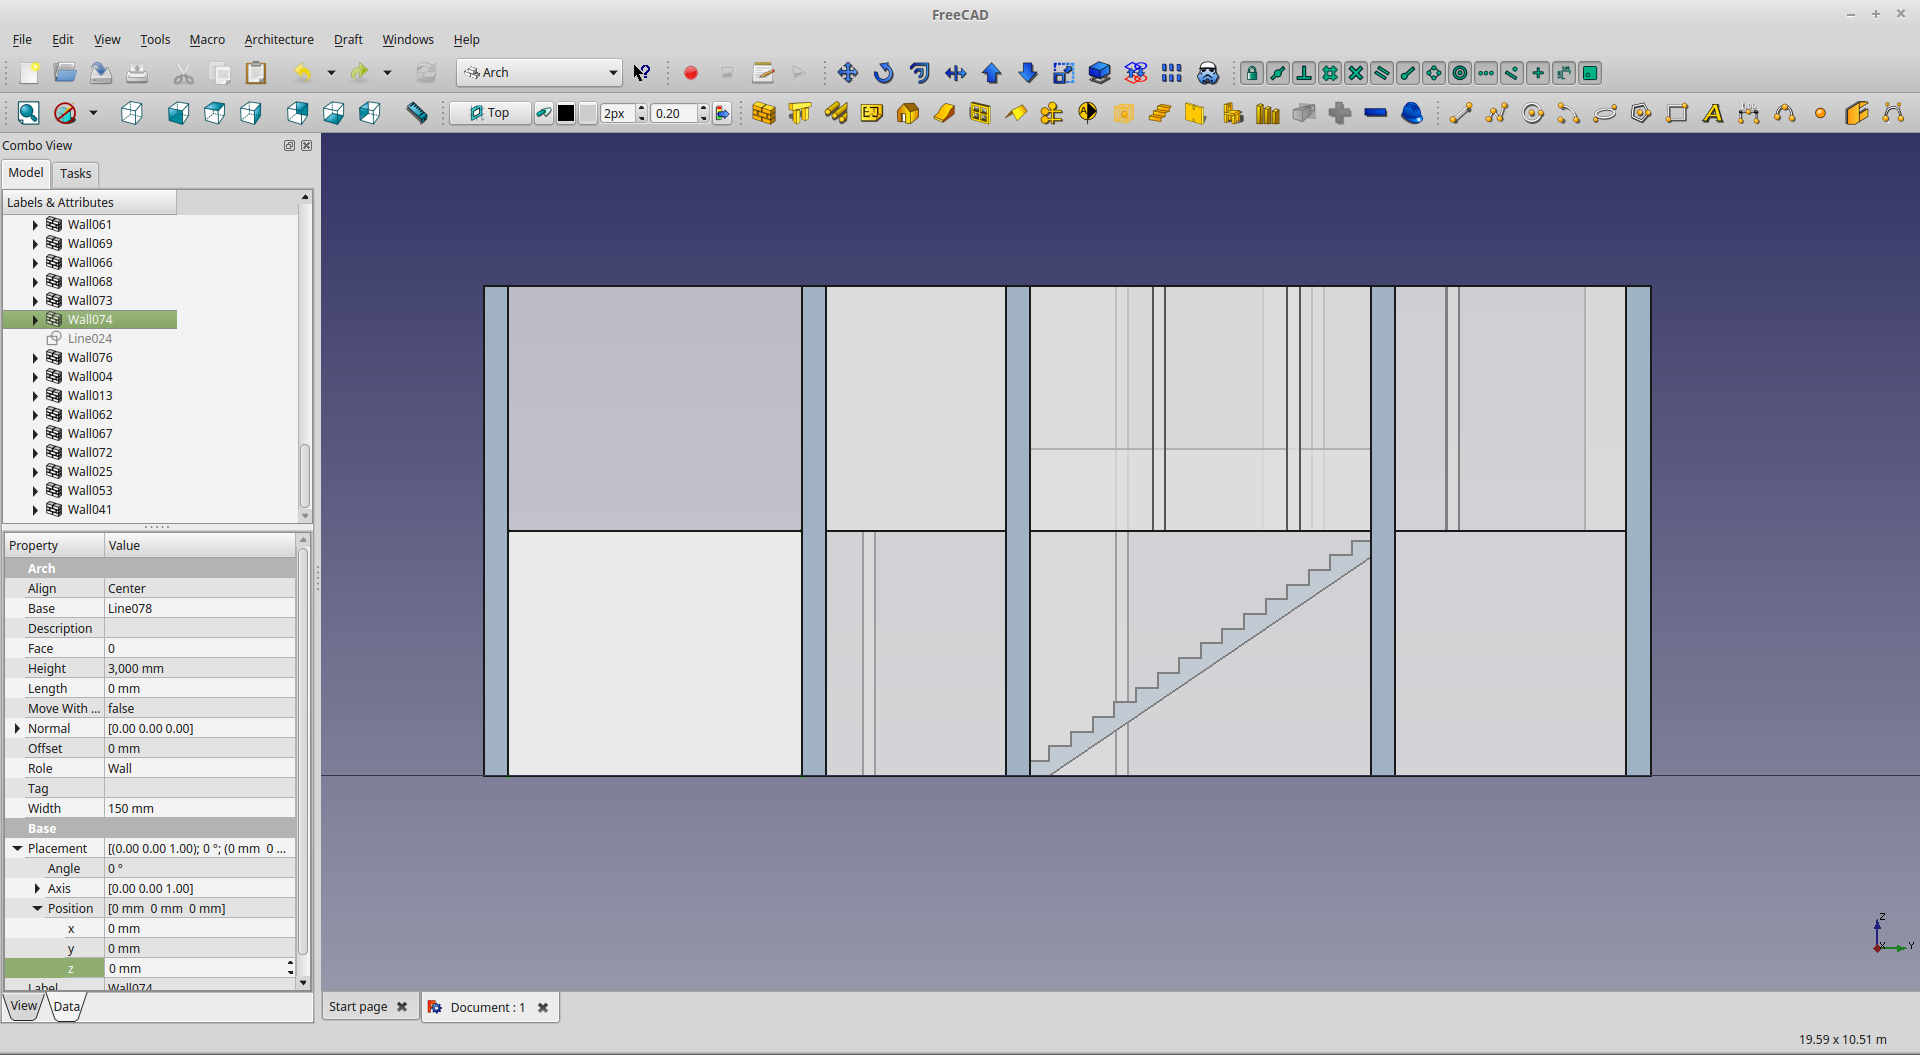 FreeCAD
File Edit View Tools Macro Architecture Draft Windows Help
Arch
Top 2px 0.20
Combo View
Model Tasks
Labels & Attributes
Wall061
Wall069
Wall066
Wall068
Wall073
Wall074
Line024
Wall076
Wall004
Wall013
Wall062
Wall067
Wall072
Wall025
Wall053
Wall041
Property Value
Arch
Align Center
Base Line078
Description
Face 0
Height 3,000 mm
Length 0 mm
Move With ... false
Normal [0.00 0.00 0.00]
Offset 0 mm
Role Wall
Tag
Width 150 mm
Base
Placement [(0.00 0.00 1.00); 0 °; (0 mm 0 ...
Angle 0 °
Axis [0.00 0.00 1.00]
Position [0 mm 0 mm 0 mm]
x 0 mm
y 0 mm
z 0 mm
Label Wall074
View Data
Z
X Y
Start page Document : 1
19.59 x 10.51 m